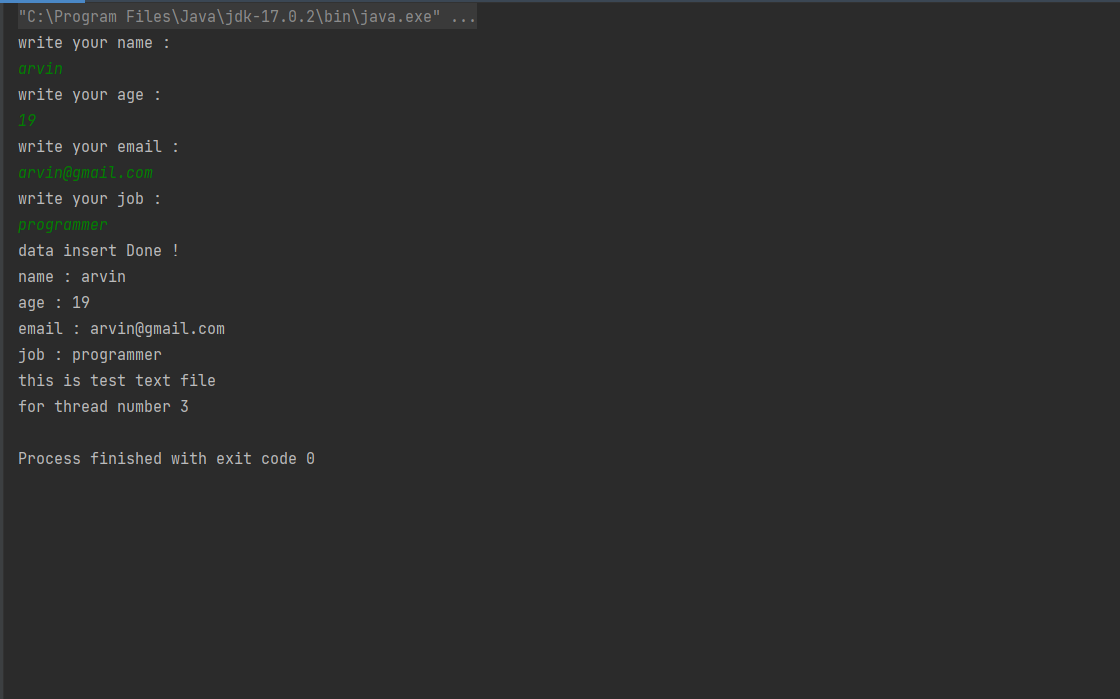 "C:\Program Files\Java\jdk-17.0.2\bin\java.exe" ...
write your name :
arvin
write your age :
19
write your email :
arvin@gmail.com
write your job :
programmer
data insert Done !
name : arvin
age : 19
email : arvin@gmail.com
job : programmer
this is test text file
for thread number 3
Process finished with exit code 0